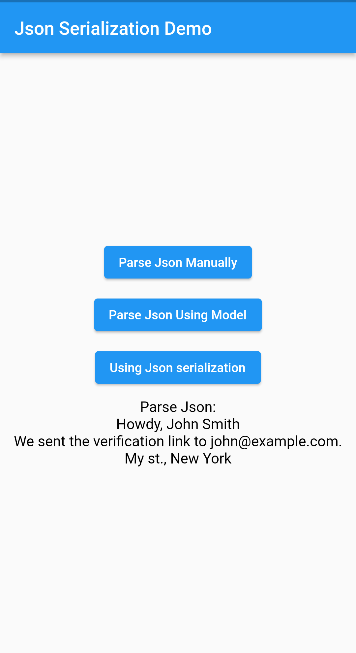 Json Serialization Demo
Parse Json Manually
Parse Json Using Model
Using Json serialization
Parse Json:
Howdy, John Smith
We sent the verification link to john@example.com.
My st., New York